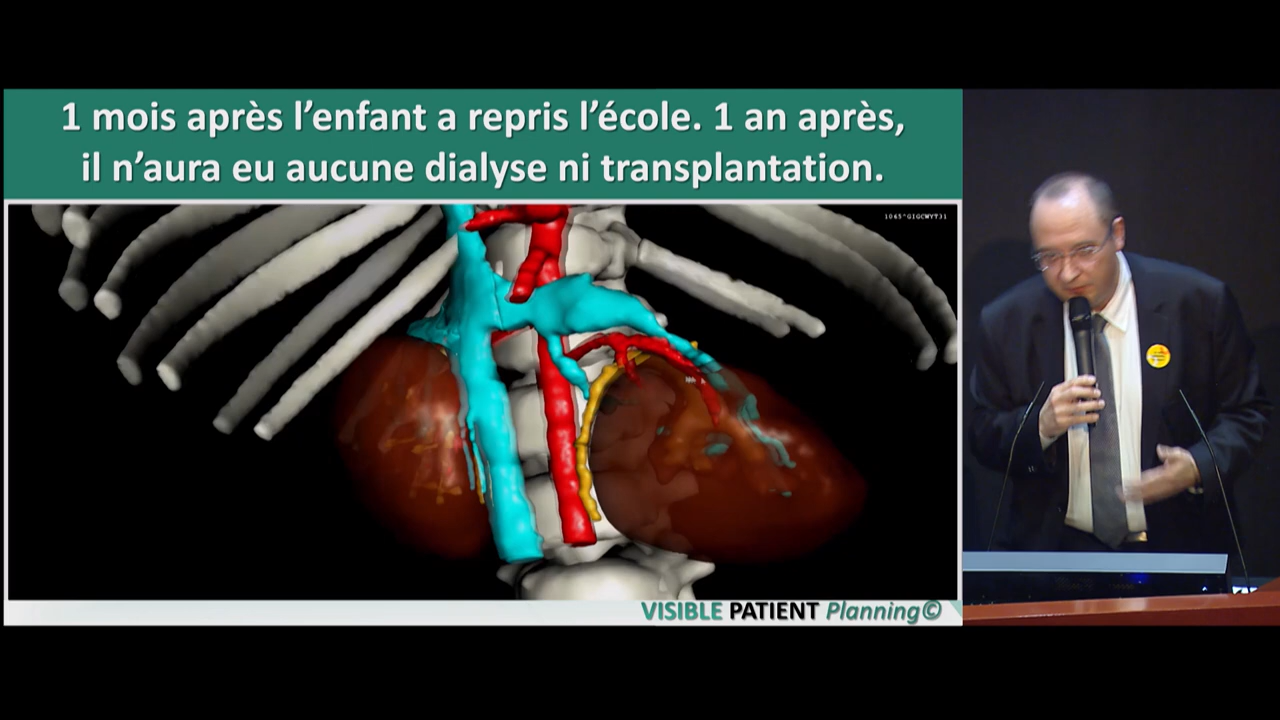 1 mois après l’enfant a repris l’école. 1 an après,
il n’aura eu aucune dialyse ni transplantation.
VISIBLE PATIENT Planning©